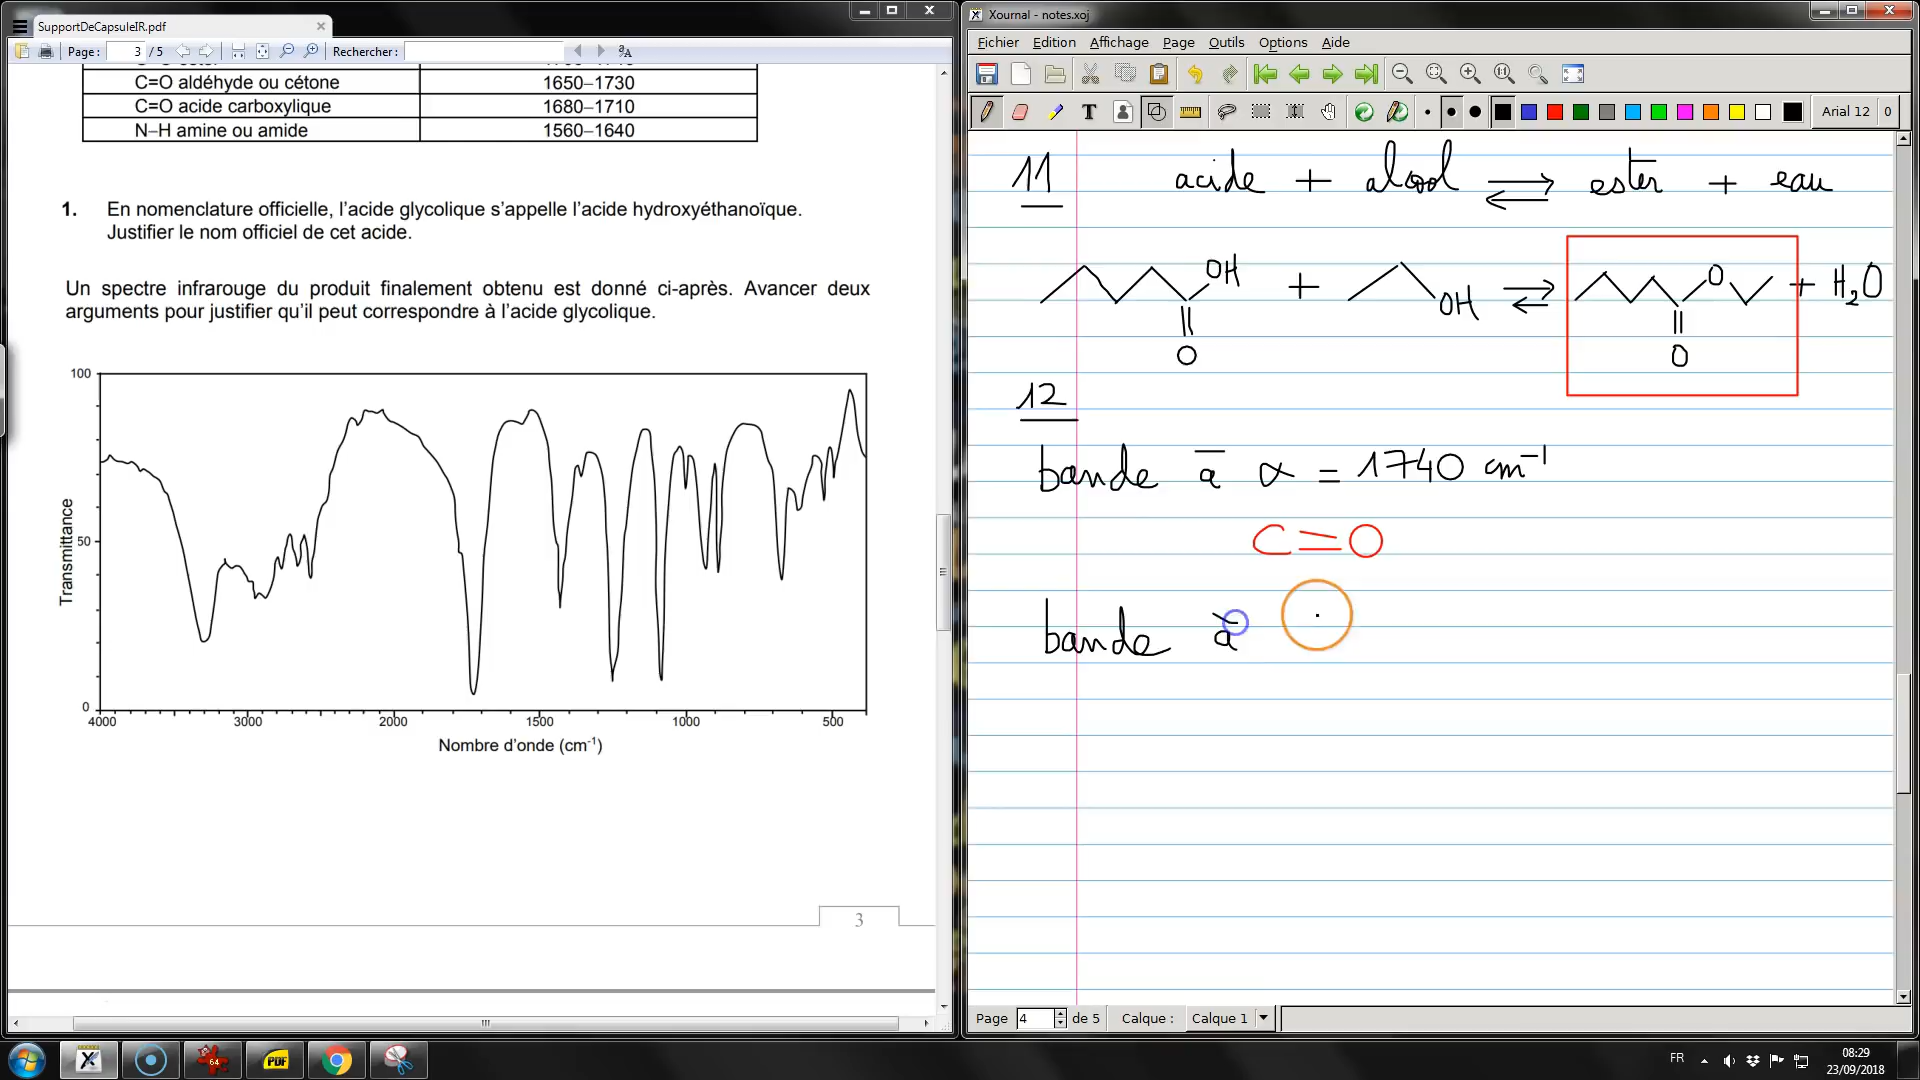 SupportDeCapsuleIR.pdf
Page :
3
/ 5
Rechercher :
C=O aldéhyde ou cétone
1650–1730
C=O acide carboxylique
1680–1710
N–H amine ou amide
1560–1640
1. En nomenclature officielle, l’acide glycolique s’appelle l’acide hydroxyéthanoïque.
Justifier le nom officiel de cet acide.
Un spectre infrarouge du produit finalement obtenu est donné ci-après. Avancer deux
arguments pour justifier qu’il peut correspondre à l’acide glycolique.
100
50
0
Transmittance
4000 3000 2000 1500 1000 500
Nombre d’onde (cm-1)
3
Xournal - notes.xoj
Fichier Edition Affichage Page Outils Options Aide
T
Arial 12 0
11 acide + alcool ⇌ ester + eau
OH
+
OH
⇌
O
+ H2O
O
O
12
bande à α = 1740 cm-1
C=O
bande à
Page 4 de 5 Calque : Calque 1
64
PDF
FR
08:29
23/09/2018